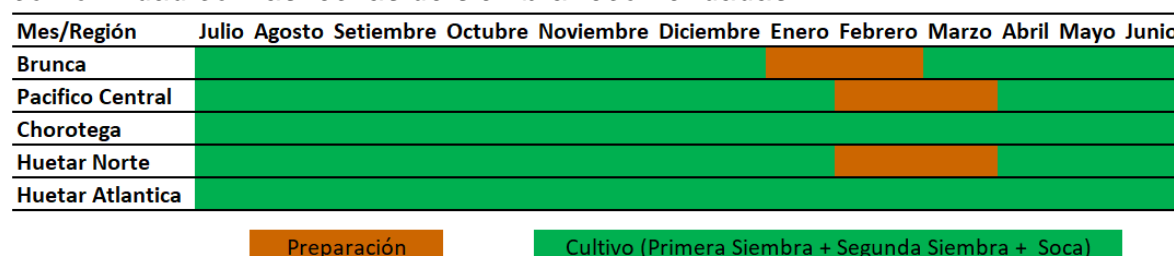 Mes/Región Julio Agosto Setiembre Octubre Noviembre Diciembre Enero Febrero Marzo Abril Mayo Junio
Brunca
Pacifico Central
Chorotega
Huetar Norte
Huetar Atlantica
Preparación Cultivo (Primera Siembra + Segunda Siembra + Soca)